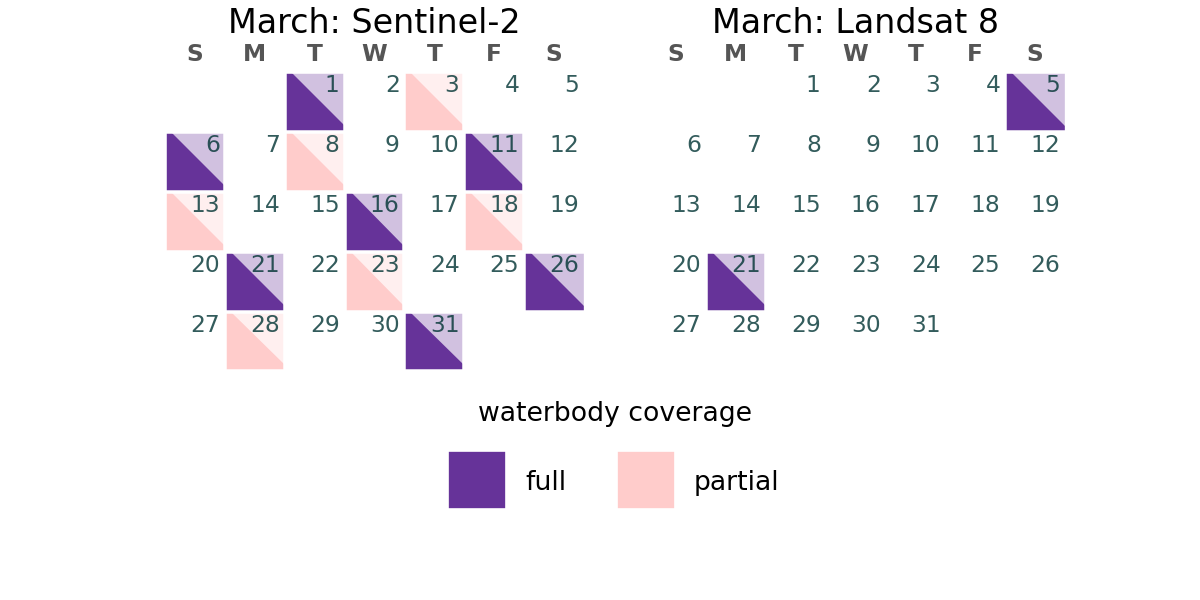 March: Sentinel-2
S M T W T F S
1 2 3 4 5
6 7 8 9 10 11 12
13 14 15 16 17 18 19
20 21 22 23 24 25 26
27 28 29 30 31
March: Landsat 8
S M T W T F S
1 2 3 4 5
6 7 8 9 10 11 12
13 14 15 16 17 18 19
20 21 22 23 24 25 26
27 28 29 30 31
waterbody coverage
full
partial